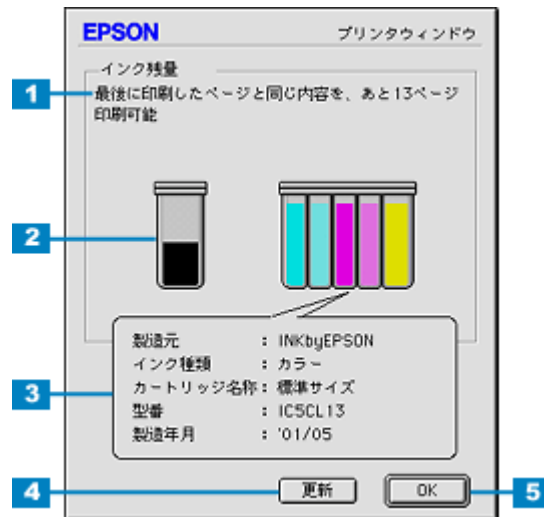 EPSON プリンタウィンドウ
インク残量
1
最後に印刷したページと同じ内容を、あと13ページ
印刷可能
2
3
製造元 : INKbyEPSON
インク種類 : カラー
カートリッジ名称 : 標準サイズ
型番 : IC5CL13
製造年月 : '01/05
4
更新
OK
5